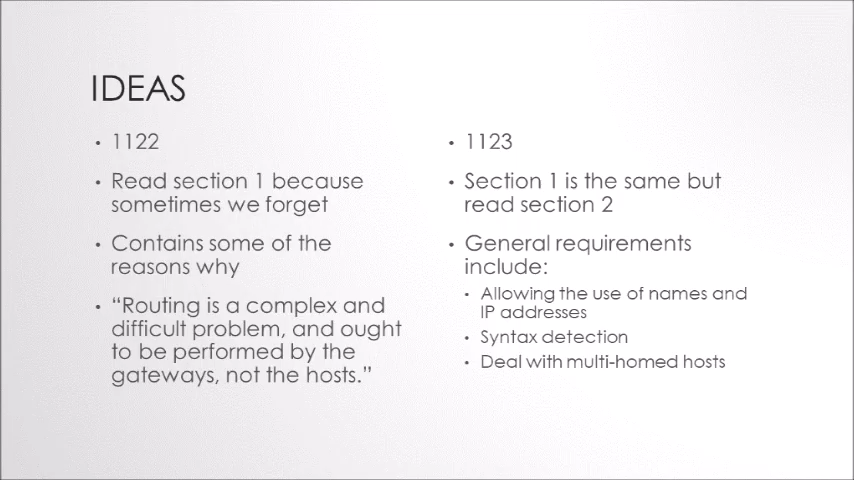 IDEAS
• 1122
• Read section 1 because
sometimes we forget
• Contains some of the
reasons why
• “Routing is a complex and
difficult problem, and ought
to be performed by the
gateways, not the hosts.”
• 1123
• Section 1 is the same but
read section 2
• General requirements
include:
• Allowing the use of names and
IP addresses
• Syntax detection
• Deal with multi-homed hosts